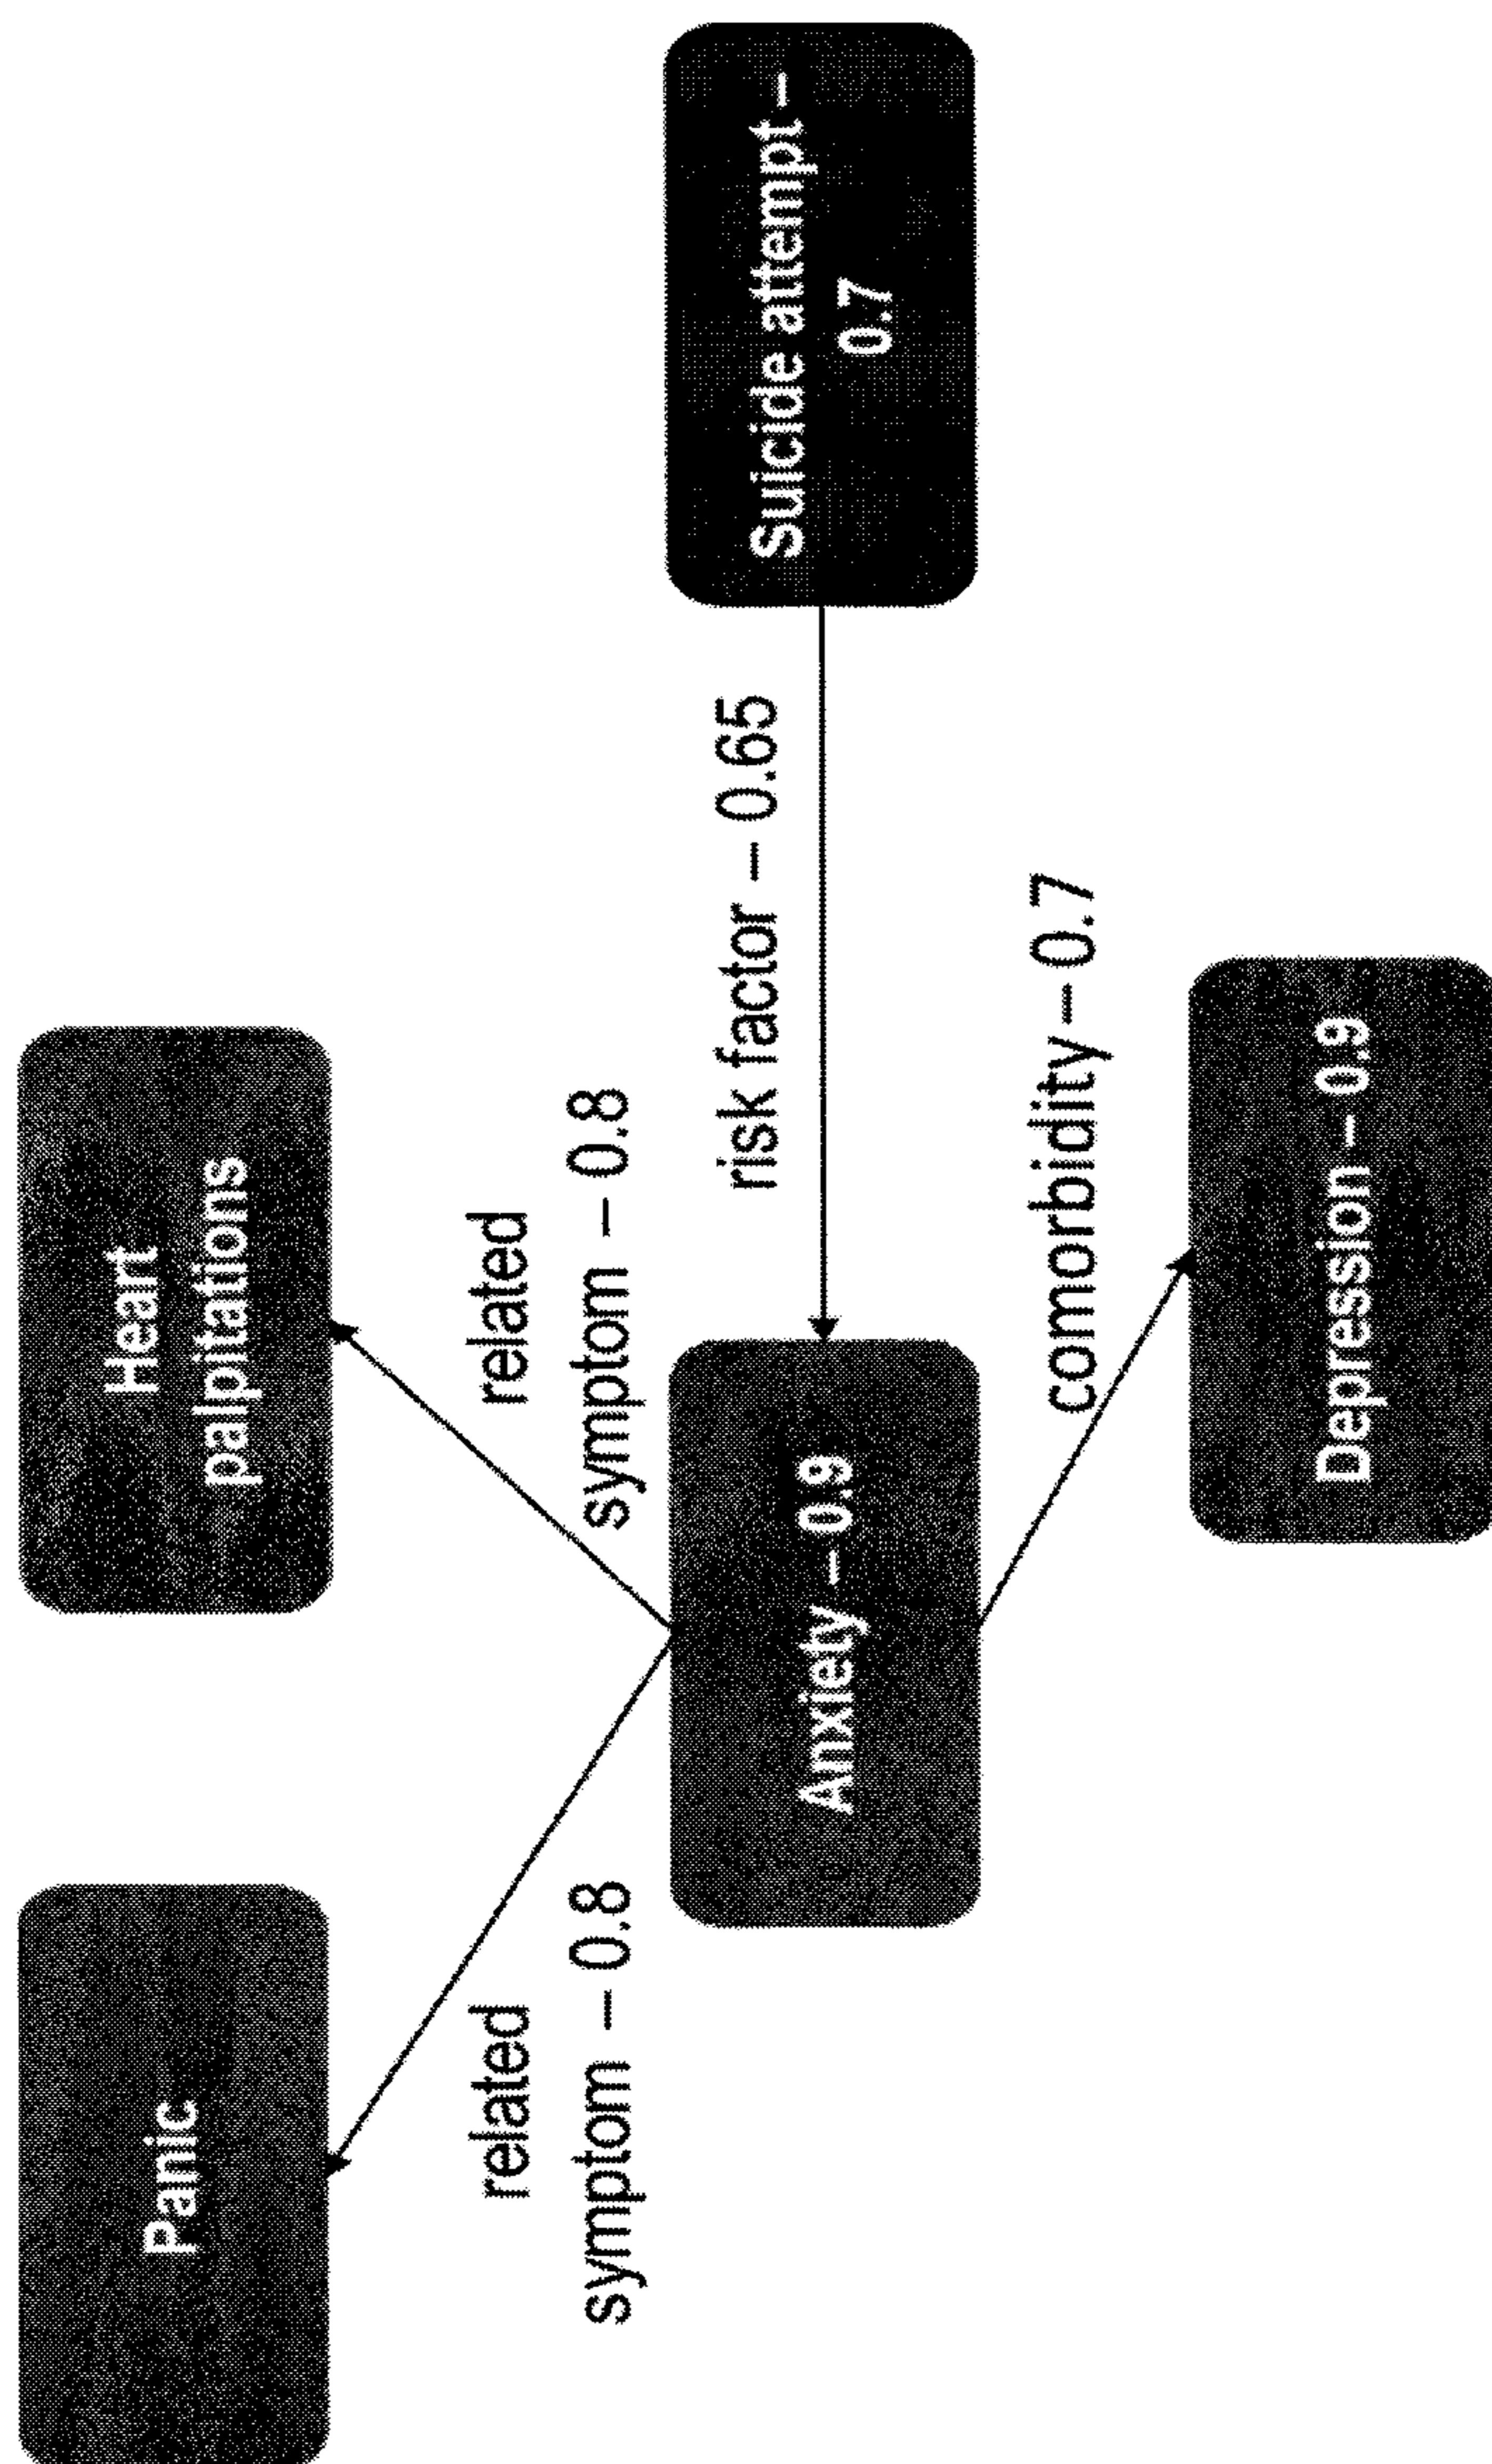 Panic
Heart
palpitations
related
symptom – 0.8
related
symptom – 0.8
risk factor – 0.65
Anxiety – 0.9
Suicide attempt –
0.7
comorbidity – 0.7
Depression – 0.9